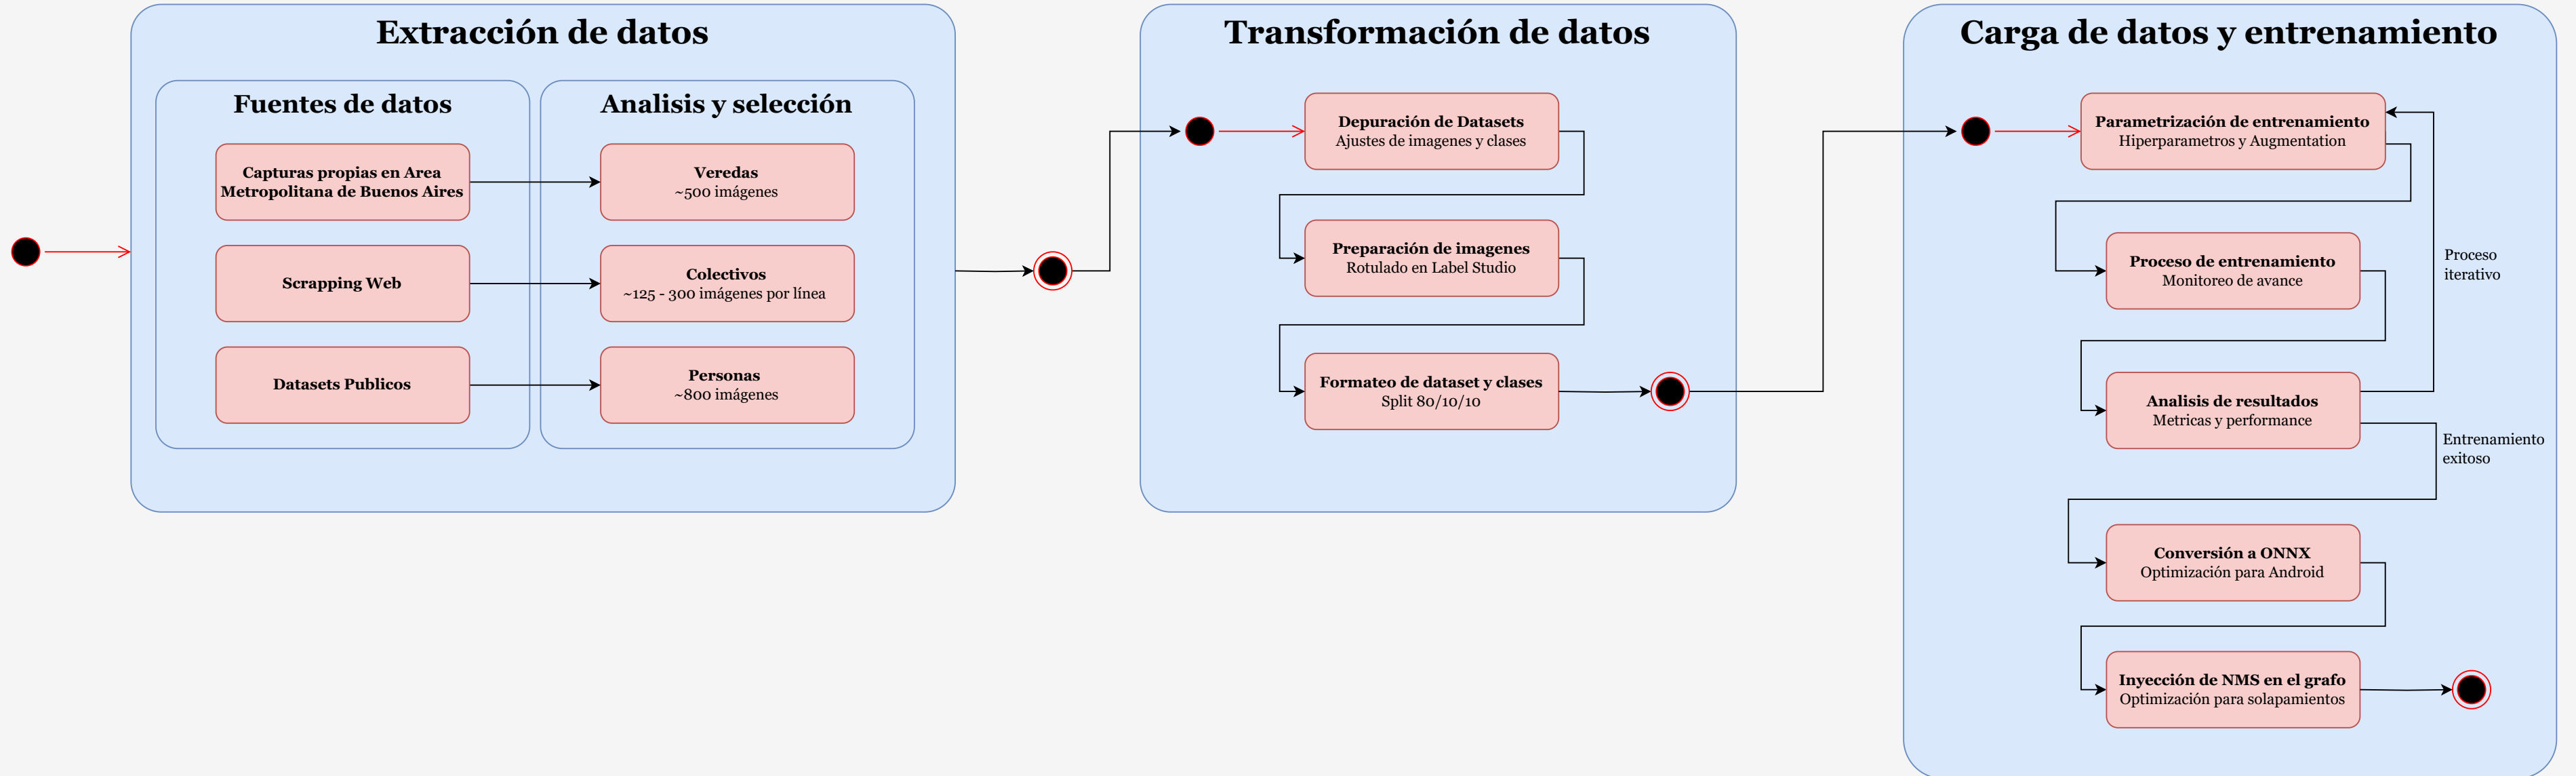 Extracción de datos
Fuentes de datos
Capturas propias en Area
Metropolitana de Buenos Aires
Scrapping Web
Datasets Publicos
Analisis y selección
Veredas
~500 imágenes
Colectivos
~125 - 300 imágenes por línea
Personas
~800 imágenes
Transformación de datos
Depuración de Datasets
Ajustes de imagenes y clases
Preparación de imagenes
Rotulado en Label Studio
Formateo de dataset y clases
Split 80/10/10
Carga de datos y entrenamiento
Parametrización de entrenamiento
Hiperparametros y Augmentation
Proceso de entrenamiento
Monitoreo de avance
Proceso
iterativo
Analisis de resultados
Metricas y performance
Entrenamiento
exitoso
Conversión a ONNX
Optimización para Android
Inyección de NMS en el grafo
Optimización para solapamientos